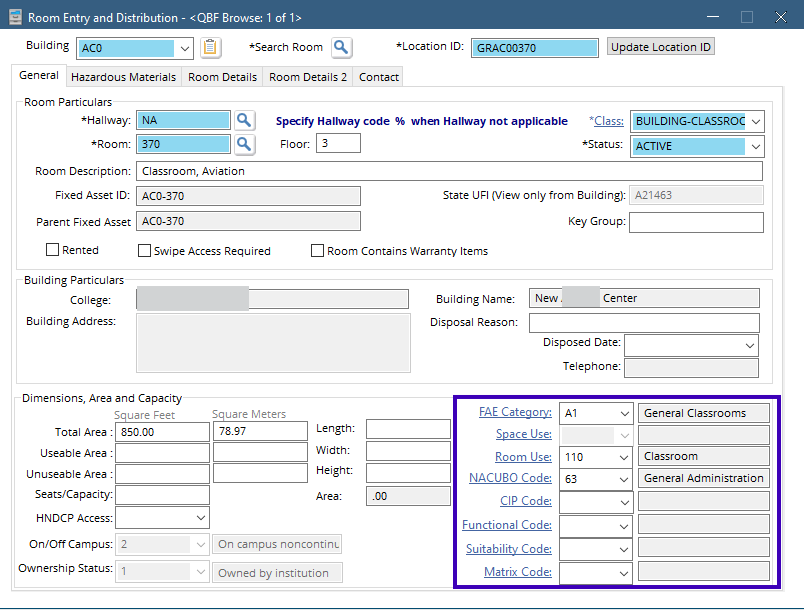 Room Entry and Distribution - <QBF Browse: 1 of 1>
Building AC0 *Search Room *Location ID: GRAC00370 Update Location ID
General Hazardous Materials Room Details Room Details 2 Contact
Room Particulars
*Hallway: NA Specify Hallway code % when Hallway not applicable *Class: BUILDING-CLASSROC
*Room: 370 Floor: 3 *Status: ACTIVE
Room Description: Classroom, Aviation
Fixed Asset ID: AC0-370 State UFI (View only from Building): A21463
Parent Fixed Asset AC0-370 Key Group:
Rented Swipe Access Required Room Contains Warranty Items
Building Particulars
College: Building Name: New Center
Building Address: Disposal Reason:
Disposed Date:
Telephone:
Dimensions, Area and Capacity
Square Feet Square Meters
Total Area : 850.00 78.97 Length:
Useable Area : Width:
Unuseable Area : Height:
Seats/Capacity: Area: .00
HNDCP Access:
On/Off Campus: 2 On campus noncontinu
Ownership Status: 1 Owned by institution
FAE Category: A1 General Classrooms
Space Use:
Room Use: 110 Classroom
NACUBO Code: 63 General Administration
CIP Code:
Functional Code:
Suitability Code:
Matrix Code: